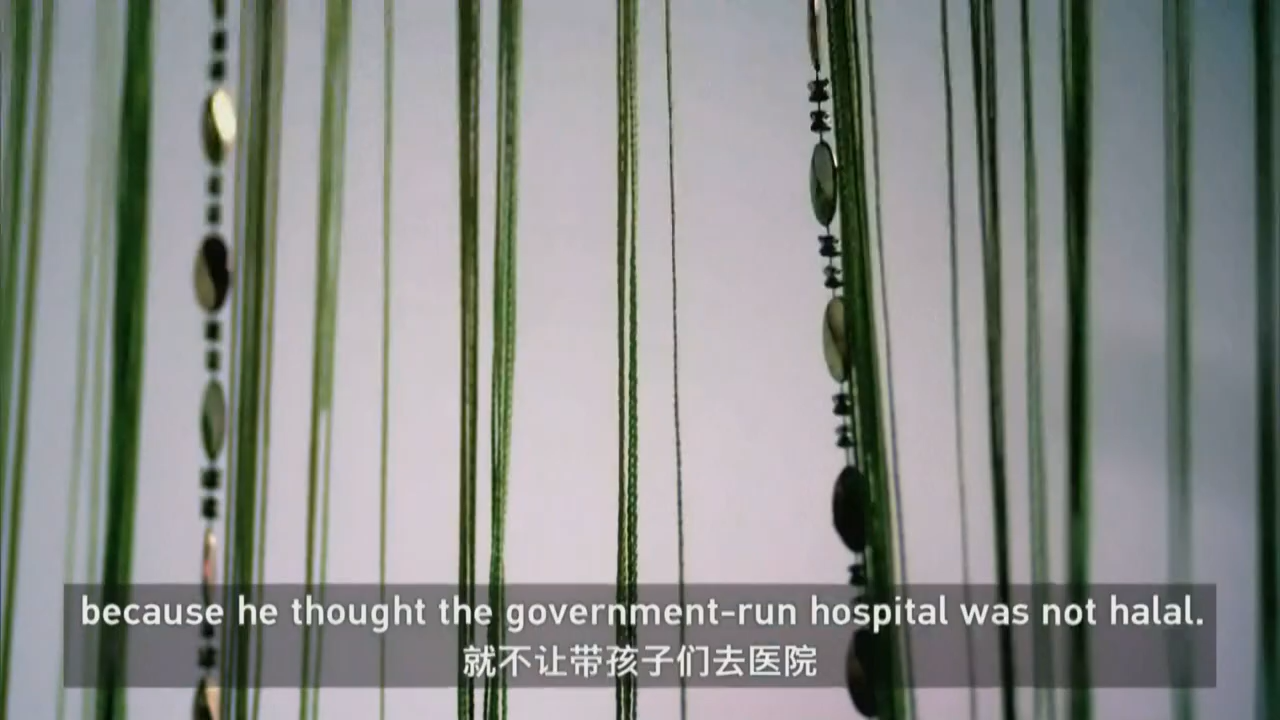 because he thought the government-run hospital was not halal.
就不让带孩子们去医院